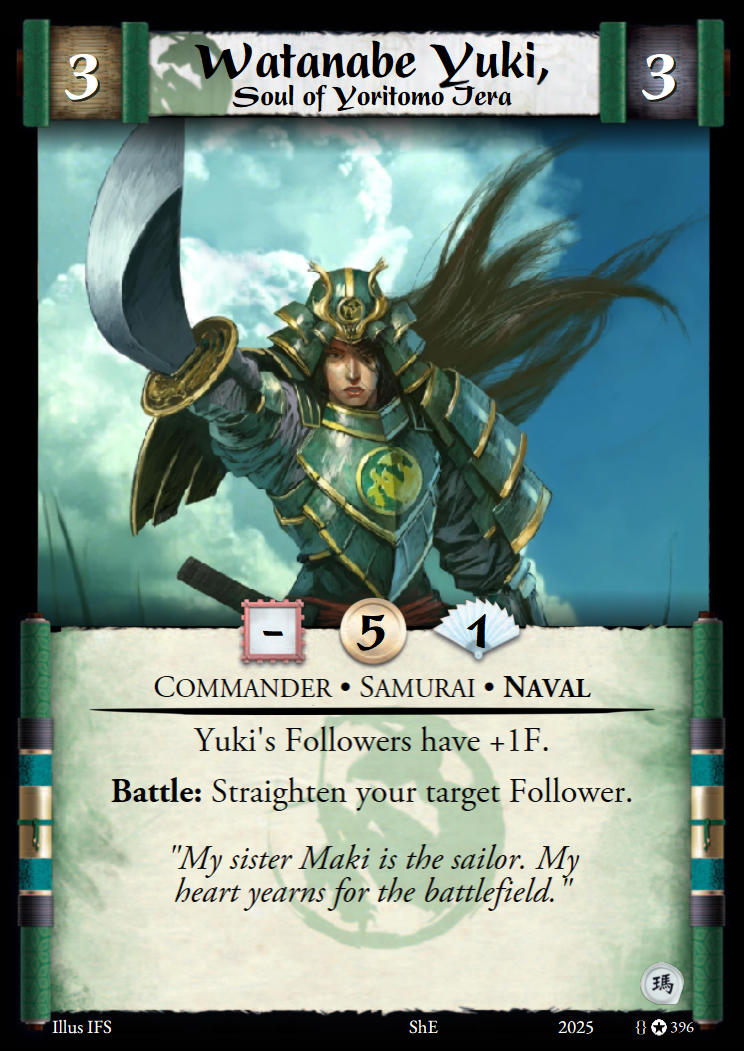 3
Watanabe Yuki,
3
Soul of Yoritomo Tera
- 5 1
COMMANDER • SAMURAI • NAVAL
Yuki's Followers have +1F.
Battle: Straighten your target Follower.
"My sister Maki is the sailor. My
heart yearns for the battlefield."
瑪
Illus IFS ShE 2025 {} ✪ 396